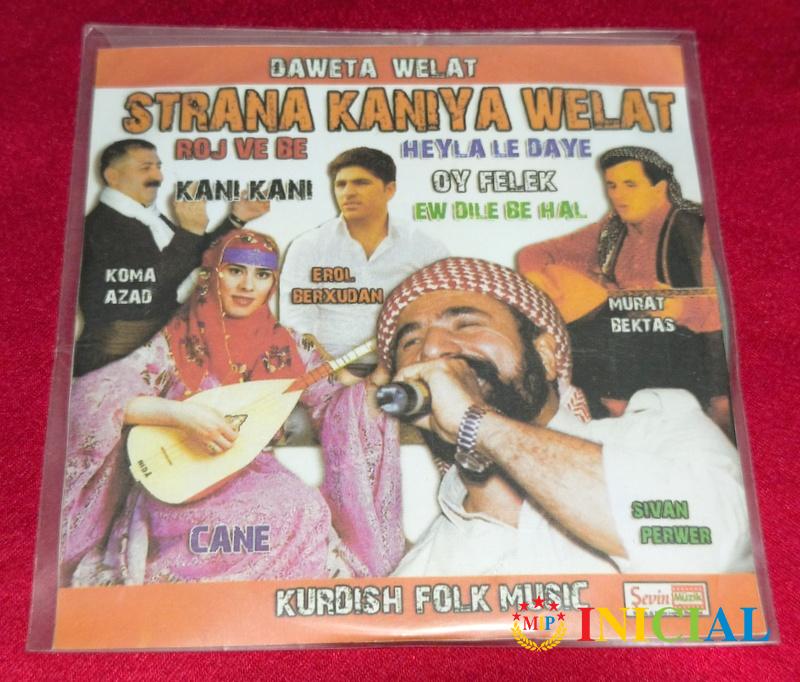 DAWETA WELAT
STRANA KANIYA WELAT
ROJ VE BE
HEYLA LE DAYE
KANI KANI
OY FELEK
EW DILE BE HAL
KOMA
AZAD
EROL
BERXUDAN
MURAT
BEKTAS
CANE
SIVAN
PERWER
KURDISH FOLK MUSIC
Sevin
MUZİK
MP
INICIAL